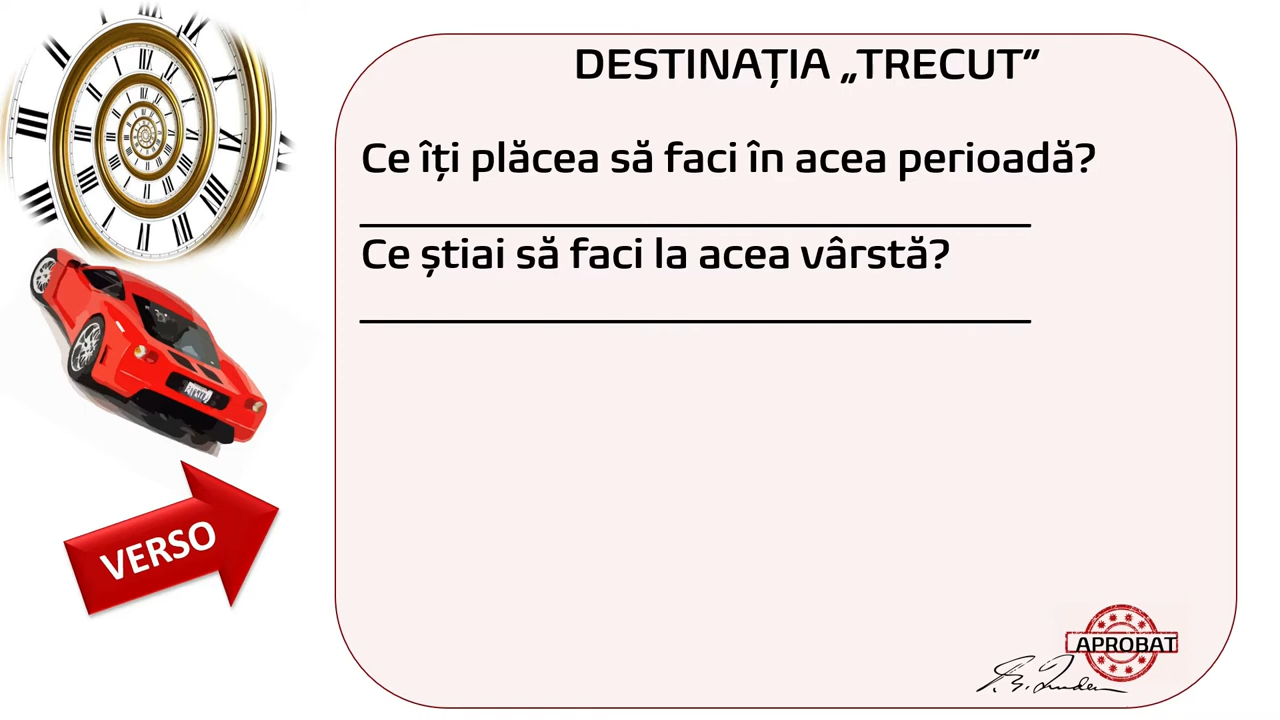 DESTINAȚIA „TRECUT”
Ce îți plăcea să faci în acea perioadă?
Ce știai să faci la acea vârstă?
VERSO
APROBAT